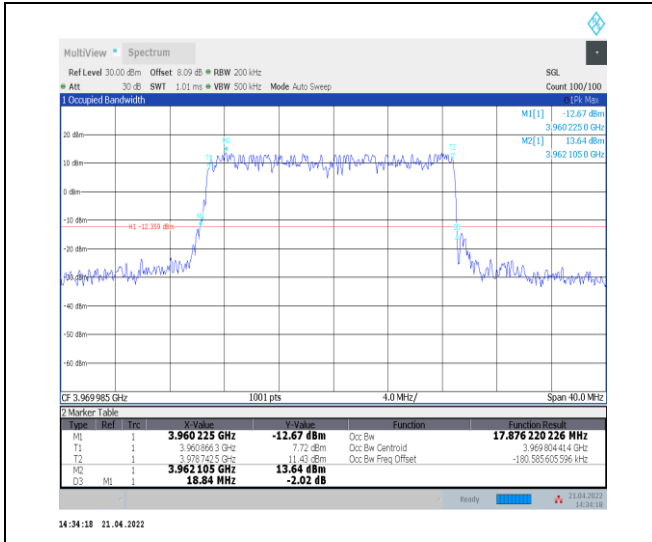 MultiView Spectrum
Ref Level 30.00 dBm Offset 8.09 dB RBW 200 kHz SGL
Att 30 dB SWT 1.01 ms VBW 500 kHz Mode Auto Sweep Count 100/100
1 Occupied Bandwidth 1Pk Max
M1[1] -12.67 dBm
3.960 225 0 GHz
M2[1] 13.64 dBm
3.962 105 0 GHz
20 dBm
M2
T2
10 dBm
0 dBm
-10 dBm
H1 -12.359 dBm
-40 dBm
-50 dBm
-60 dBm
CF 3.969 985 GHz 1001 pts 4.0 MHz/ Span 40.0 MHz
2 Marker Table
Type Ref Trc X-Value Y-Value Function Function Result
M1 1 3.960 225 GHz -12.67 dBm Occ Bw 17.876 220 226 MHz
T1 1 3.960 866 3 GHz 7.72 dBm Occ Bw Centroid 3.969 804 414 GHz
T2 1 3.978 742 5 GHz 11.43 dBm Occ Bw Freq Offset -180.585 605 596 kHz
M2 1 3.962 105 GHz 13.64 dBm
D3 M1 1 18.84 MHz -2.02 dB
Ready 21.04.2022
14:34:18
14:34:18 21.04.2022